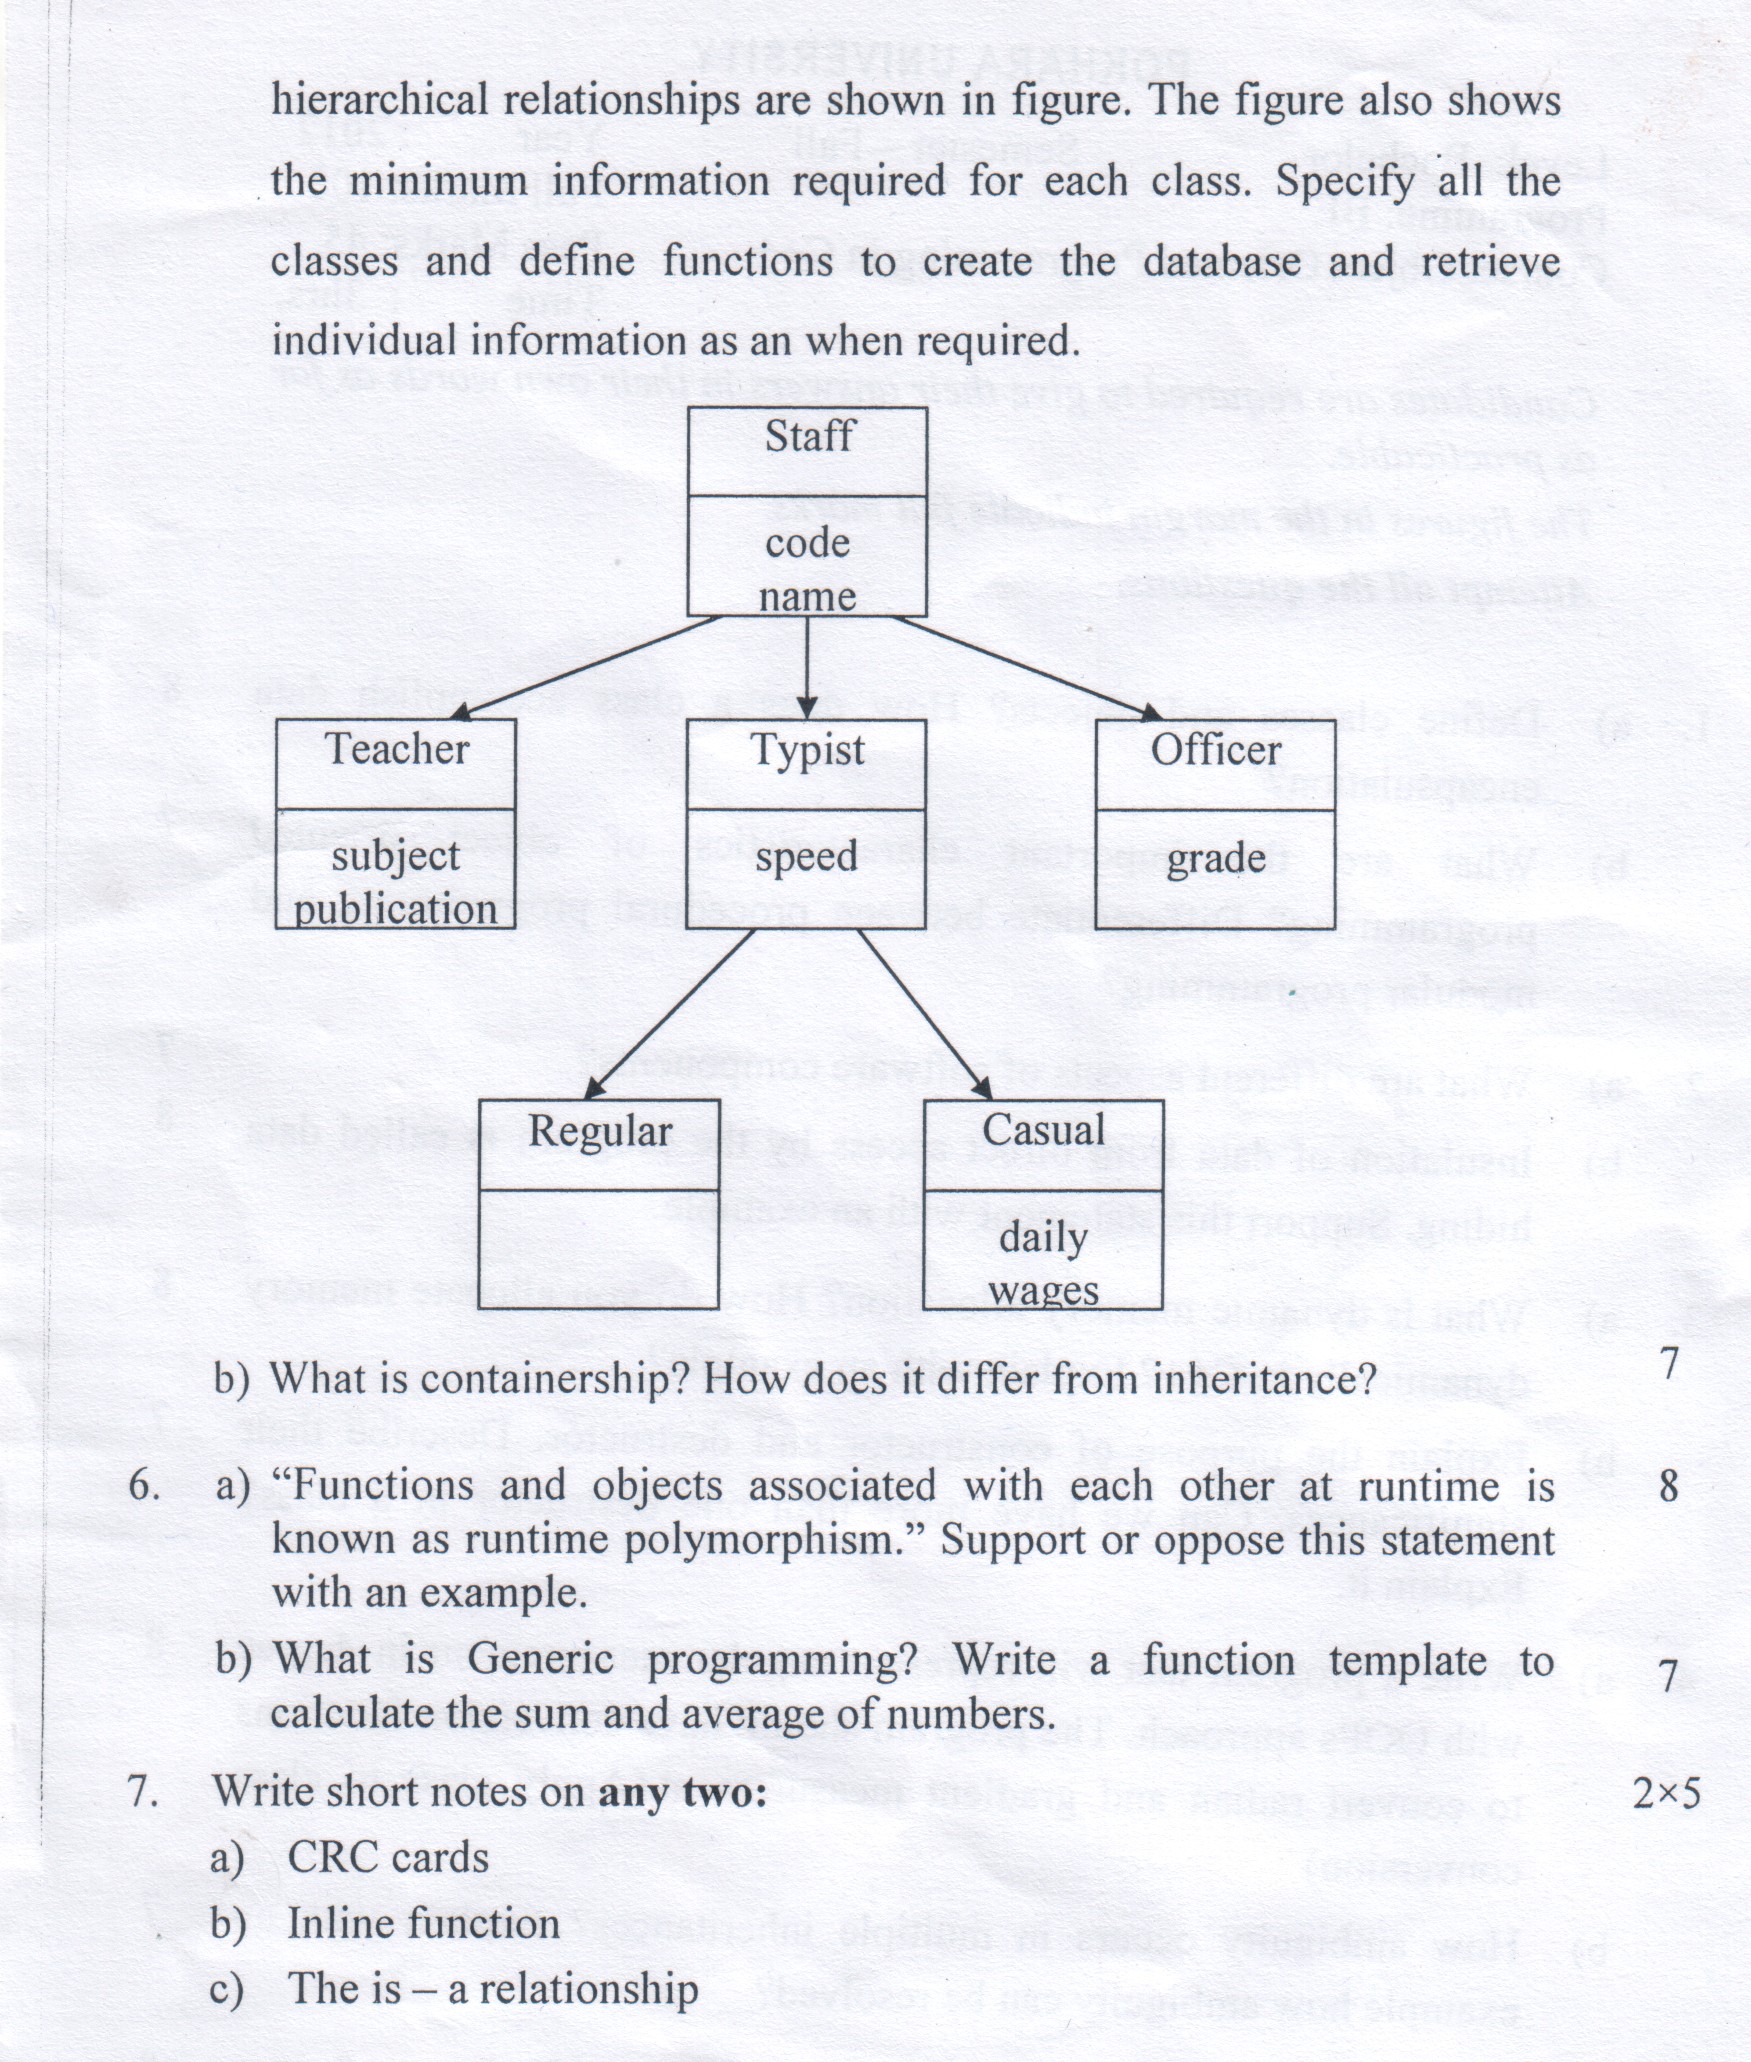 hierarchical relationships are shown in figure. The figure also shows
the minimum information required for each class. Specify all the
classes and define functions to create the database and retrieve
individual information as an when required.
Staff
code
name
Teacher
subject
publication
Typist
speed
Officer
grade
Regular
Casual
daily
wages
b) What is containership? How does it differ from inheritance? 7
6. a) “Functions and objects associated with each other at runtime is 8
known as runtime polymorphism.” Support or oppose this statement
with an example.
b) What is Generic programming? Write a function template to 7
calculate the sum and average of numbers.
7. Write short notes on any two: 2×5
a) CRC cards
b) Inline function
c) The is – a relationship